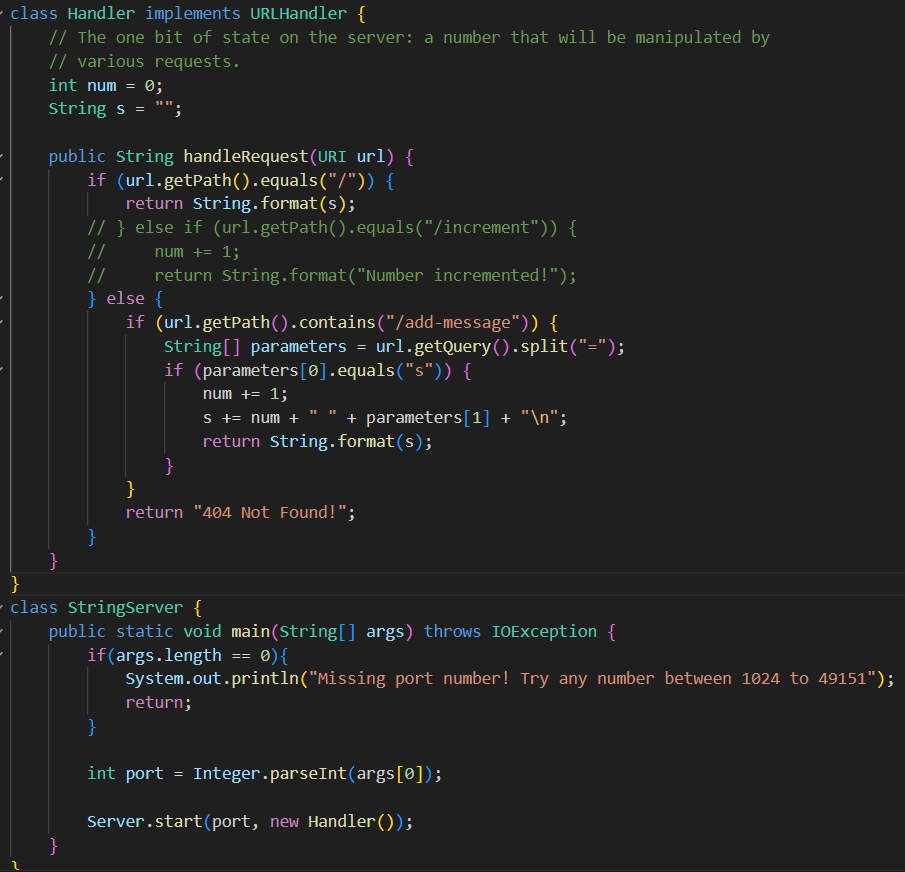 class Handler implements URLHandler {
    // The one bit of state on the server: a number that will be manipulated by
    // various requests.
    int num = 0;
    String s = "";

    public String handleRequest(URI url) {
        if (url.getPath().equals("/")) {
            return String.format(s);
        // } else if (url.getPath().equals("/increment")) {
        //     num += 1;
        //     return String.format("Number incremented!");
        } else {
            if (url.getPath().contains("/add-message")) {
                String[] parameters = url.getQuery().split("=");
                if (parameters[0].equals("s")) {
                    num += 1;
                    s += num + " " + parameters[1] + "\n";
                    return String.format(s);
                }
            }
            return "404 Not Found!";
        }
    }
}
class StringServer {
    public static void main(String[] args) throws IOException {
        if(args.length == 0){
            System.out.println("Missing port number! Try any number between 1024 to 49151");
            return;
        }

        int port = Integer.parseInt(args[0]);

        Server.start(port, new Handler());
    }
}